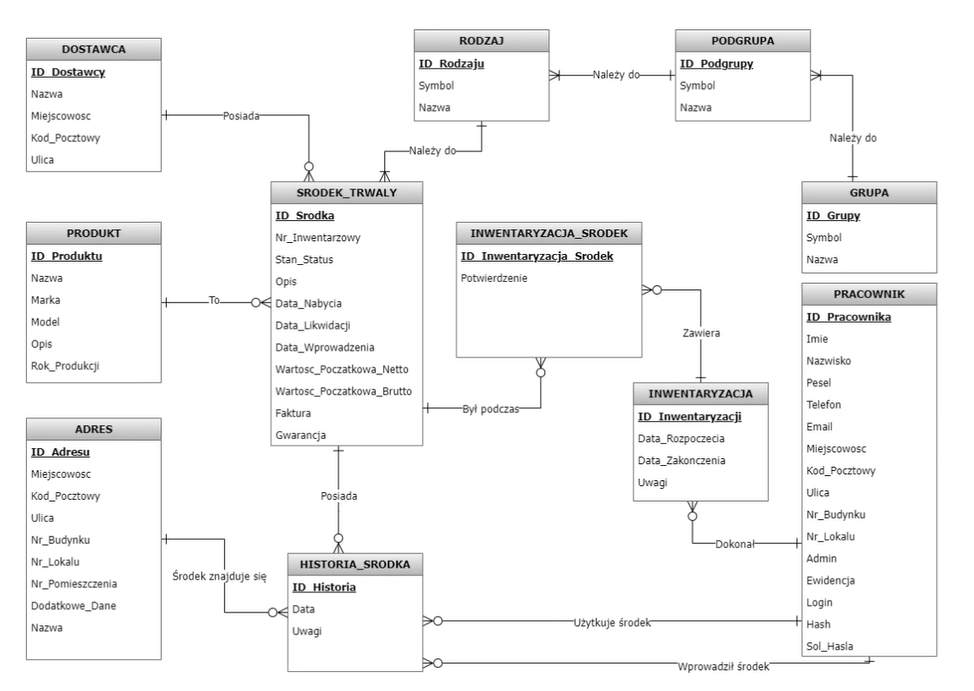 DOSTAWCA
ID_Dostawcy
Nazwa
Miejscowosc
Kod_Pocztowy
Ulica
Posiada
RODZAJ
ID_Rodzaju
Symbol
Nazwa
Należy do
PODGRUPA
ID_Podgrupy
Symbol
Nazwa
Należy do
Należy do
GRUPA
ID_Grupy
Symbol
Nazwa
PRODUKT
ID_Produktu
Nazwa
Marka
Model
Opis
Rok_Produkcji
To
SRODEK_TRWALY
ID_Srodka
Nr_Inwentarzowy
Stan_Status
Opis
Data_Nabycia
Data_Likwidacji
Data_Wprowadzenia
Wartosc_Poczatkowa_Netto
Wartosc_Poczatkowa_Brutto
Faktura
Gwarancja
INWENTARYZACJA_SRODEK
ID_Inwentaryzacja_Srodek
Potwierdzenie
Zawiera
Był podczas
INWENTARYZACJA
ID_Inwentaryzacji
Data_Rozpoczecia
Data_Zakonczenia
Uwagi
Dokonał
PRACOWNIK
ID_Pracownika
Imie
Nazwisko
Pesel
Telefon
Email
Miejscowosc
Kod_Pocztowy
Ulica
Nr_Budynku
Nr_Lokalu
Admin
Ewidencja
Login
Hash
Sol_Hasla
ADRES
ID_Adresu
Miejscowosc
Kod_Pocztowy
Ulica
Nr_Budynku
Nr_Lokalu
Nr_Pomieszczenia
Dodatkowe_Dane
Nazwa
Środek znajduje się
Posiada
HISTORIA_SRODKA
ID_Historia
Data
Uwagi
Użytkuje środek
Wprowadził środek